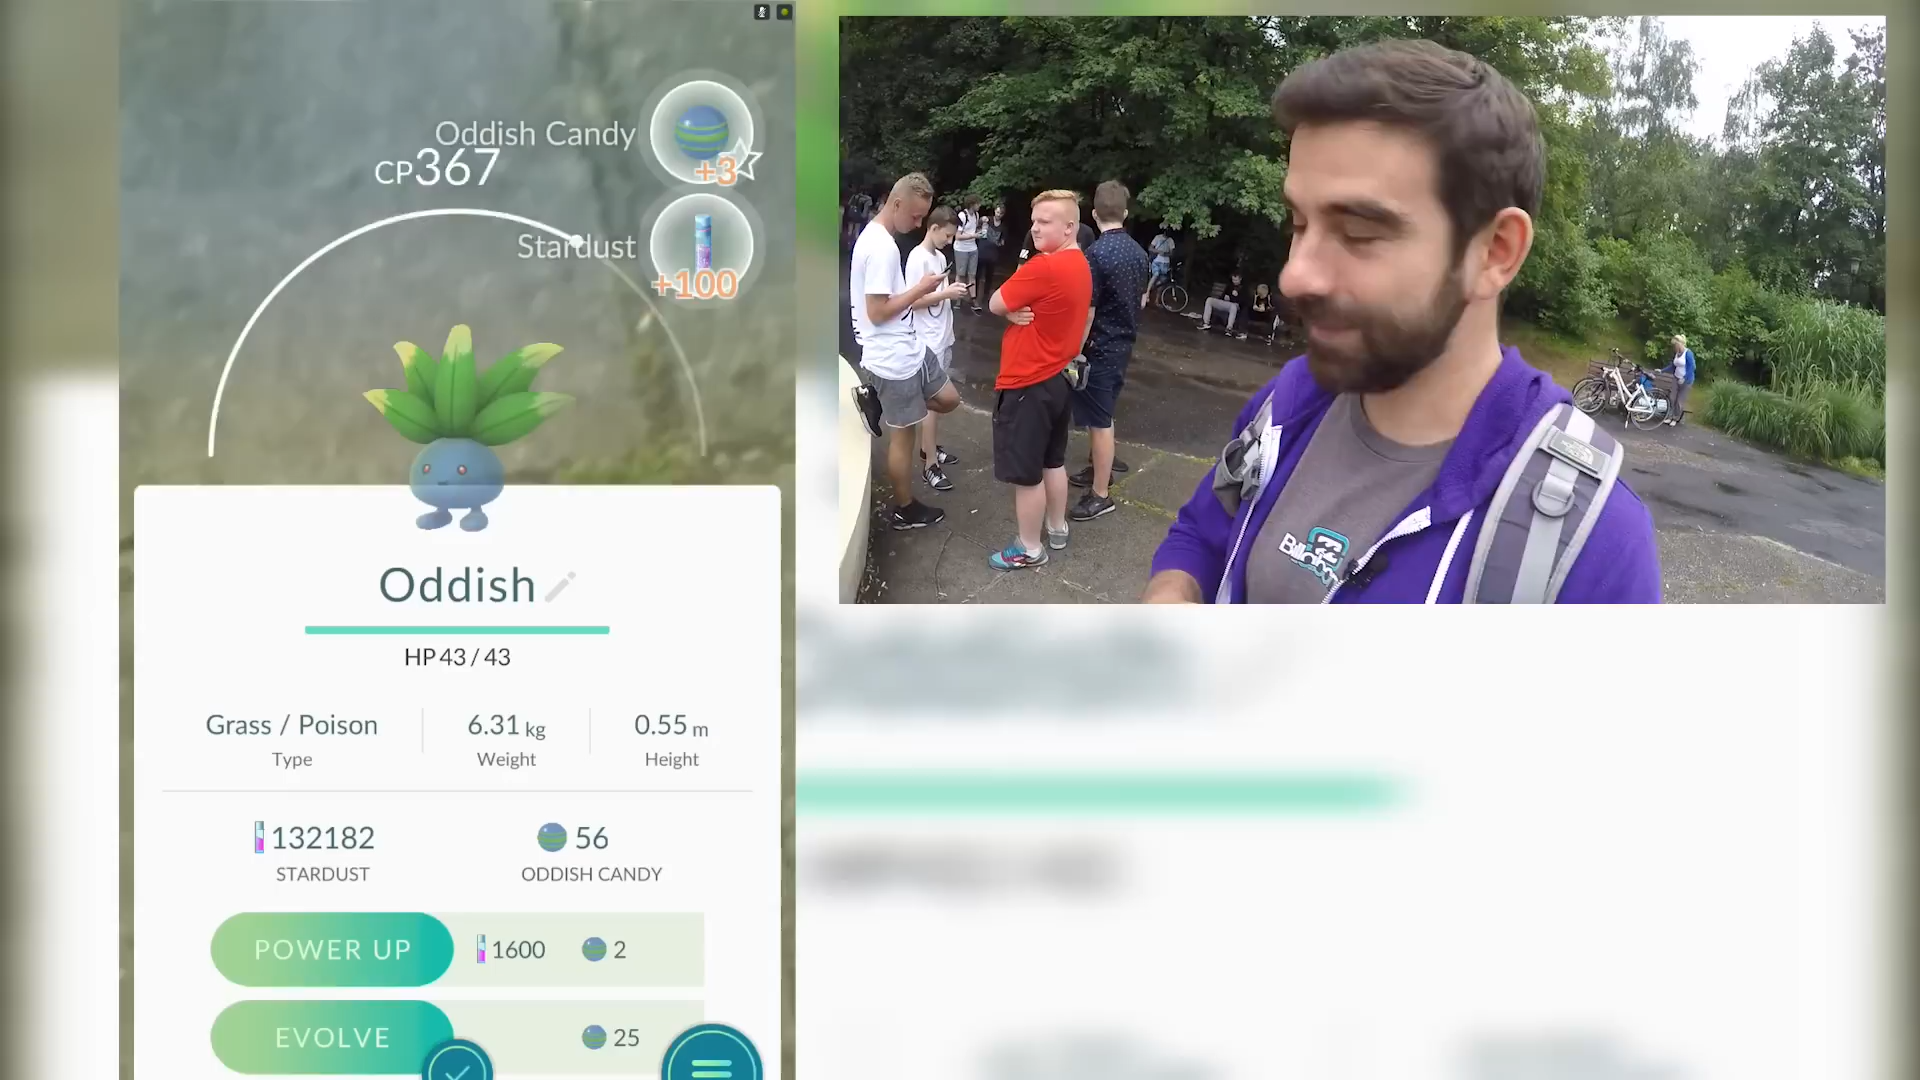 Oddish Candy
+3
CP367
Stardust
+100
Oddish
HP 43 / 43
Grass / Poison
Type
6.31 kg
Weight
0.55 m
Height
132182
STARDUST
56
ODDISH CANDY
POWER UP
1600
2
EVOLVE
25
Billabong